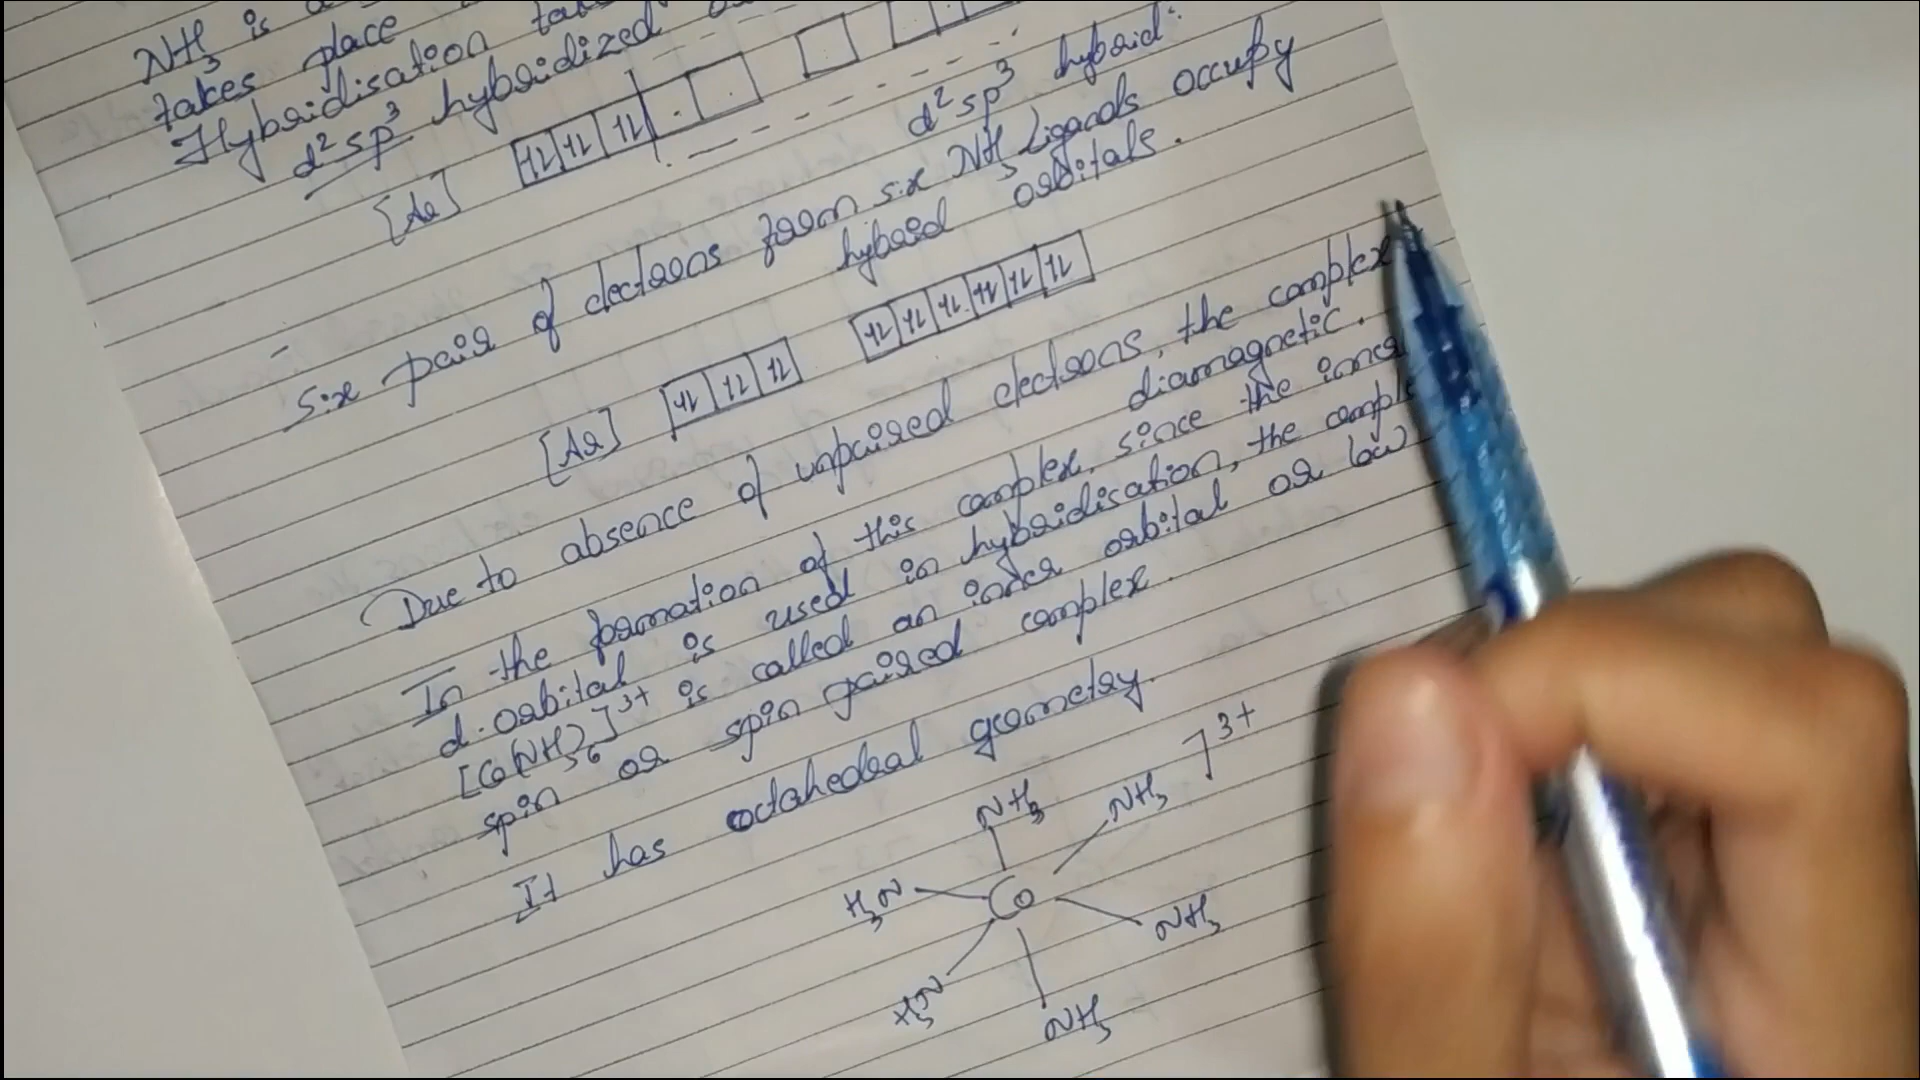 NH3 is a
takes place
Hybridisation takes
d²sp³ hybridized
[Ar] 1L 1L 1L
d²sp³ hybrid.
Six pair of electrons from six NH3 Ligands occupy
hybrid orbitals.
[Ar] 1L 1L 1L 1L 1L 1L 1L 1L 1L
Due to absence of unpaired electrons, the complex
diamagnetic.
In the formation of this complex, since the inner
d-orbital is used in hybridisation, the comple
[Co(NH3)6]³⁺ is called an inner orbital or low
spin or spin paired complex.
It has octahedral geometry.
]³⁺
NH3 NH3
H3N Co NH3
H3N NH3